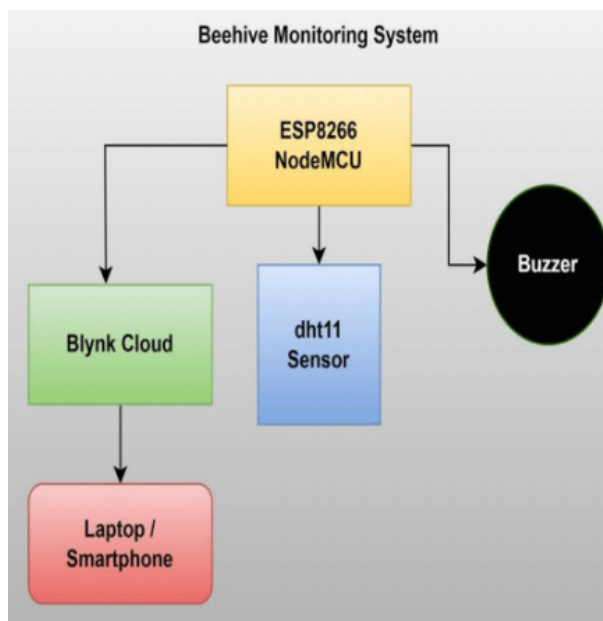 Beehive Monitoring System
ESP8266
NodeMCU
Buzzer
Blynk Cloud
dht11
Sensor
Laptop /
Smartphone